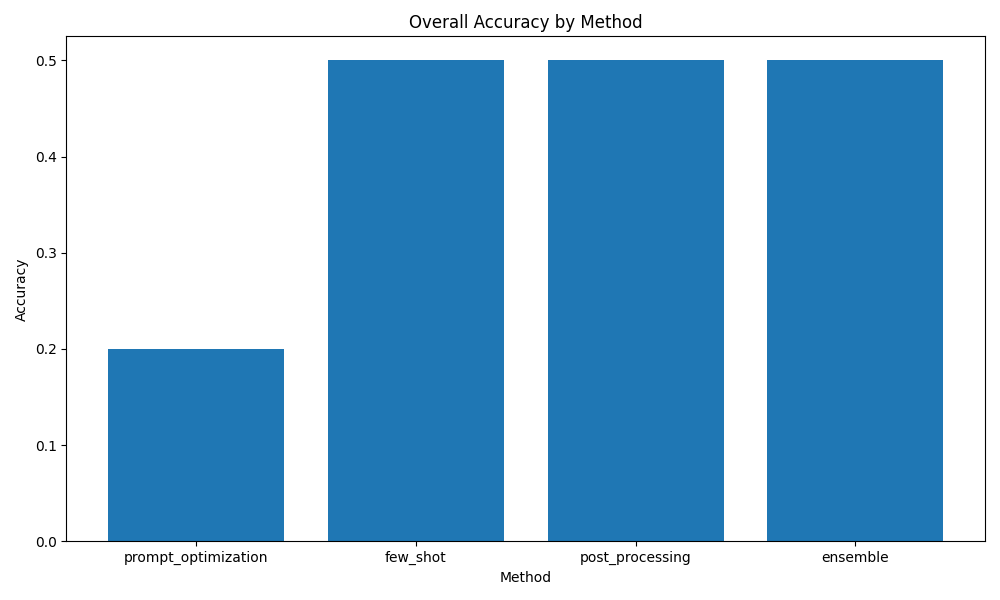 Overall Accuracy by Method
Accuracy
0.5
0.4
0.3
0.2
0.1
0.0
prompt_optimization few_shot post_processing ensemble
Method